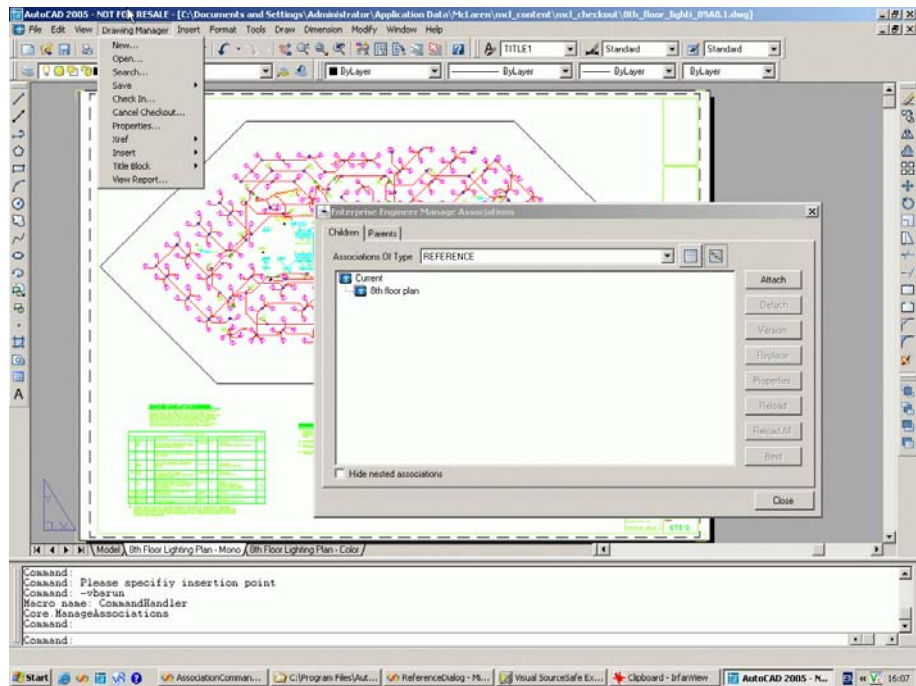 AutoCAD 2005 - NOT FOR RESALE - [C:\Documents and Settings\Administrator\Application Data\McLaren\mcl_content\mcl_checkout\8th_floor_lighti_89A8.1.dwg]
File Edit View Drawing Manager Insert Format Tools Draw Dimension Modify Window Help
TITLE1 Standard Standard
ByLayer ByLayer ByLayer ByLayer
New...
Open...
Search...
Save
Check In...
Cancel Checkout...
Properties...
Xref
Insert
Title Block
View Report...
Enterprise Engineer Manage Associations
Children Parents
Associations Of Type REFERENCE
Current
8th floor plan
Attach
Detach
Version
Replace
Properties
Reload
Reload All
Bind
Hide nested associations
Close
Model 8th Floor Lighting Plan - Mono 8th Floor Lighting Plan - Color
Command:
Command: Please specifiy insertion point
Command: -vbarun
Macro name: CommandHandler
Core.ManageAssociations
Command:
Command:
Start AssociationComman... C:\Program Files\Aut... ReferenceDialog - Mi... Visual SourceSafe Ex... Clipboard - IrfanView AutoCAD 2005 - N... 16:07